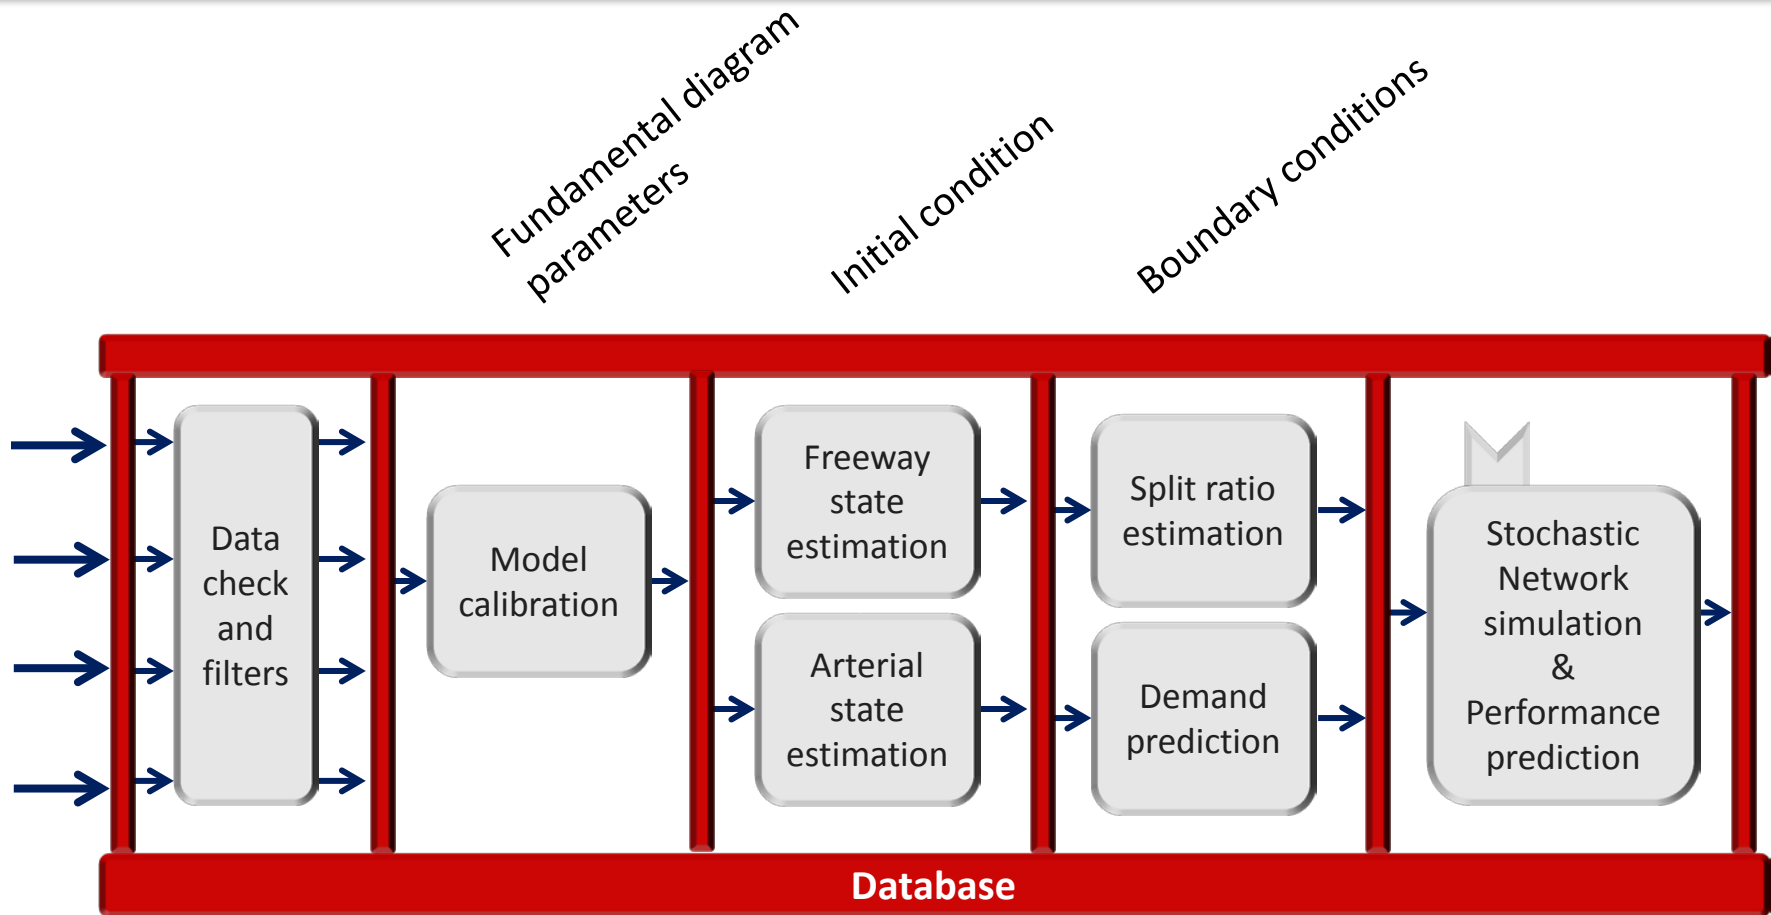 Fundamental diagram
parameters
Initial condition
Boundary conditions
Data
check
and
filters
Model
calibration
Freeway
state
estimation
Arterial
state
estimation
Split ratio
estimation
Demand
prediction
Stochastic
Network
simulation
&
Performance
prediction
Database